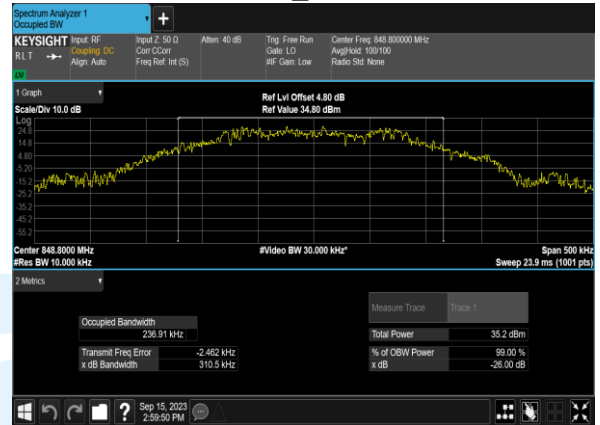 Spectrum Analyzer 1
Occupied BW
+
KEYSIGHT Input: RF Input Z: 50 Ω Atten: 40 dB Trig: Free Run Center Freq: 848.800000 MHz
RLT Coupling: DC Corr CCorr Gate: LO Avg|Hold: 100/100
Align: Auto Freq Ref: Int (S) #IF Gain: Low Radio Std: None
LV
1 Graph
Scale/Div 10.0 dB
Ref Lvl Offset 4.80 dB
Ref Value 34.80 dBm
Log
24.8
14.8
4.80
-5.20
-15.2
-25.2
-35.2
-45.2
-55.2
Center 848.8000 MHz #Video BW 30.000 kHz* Span 500 kHz
#Res BW 10.000 kHz Sweep 23.9 ms (1001 pts)
2 Metrics
Measure Trace Trace 1
Occupied Bandwidth
236.91 kHz
Total Power 35.2 dBm
Transmit Freq Error -2.462 kHz % of OBW Power 99.00 %
x dB Bandwidth 310.5 kHz x dB -26.00 dB
? Sep 15, 2023
2:59:50 PM